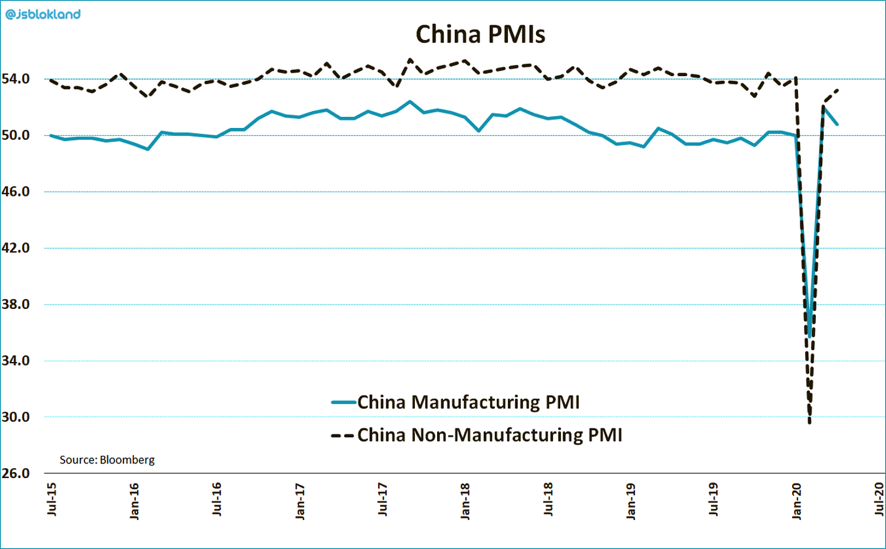 @jsblokland
China PMIs
54.0
50.0
46.0
42.0
38.0
34.0
30.0
26.0
China Manufacturing PMI
China Non-Manufacturing PMI
Source: Bloomberg
Jul-15
Jan-16
Jul-16
Jan-17
Jul-17
Jan-18
Jul-18
Jan-19
Jul-19
Jan-20
Jul-20